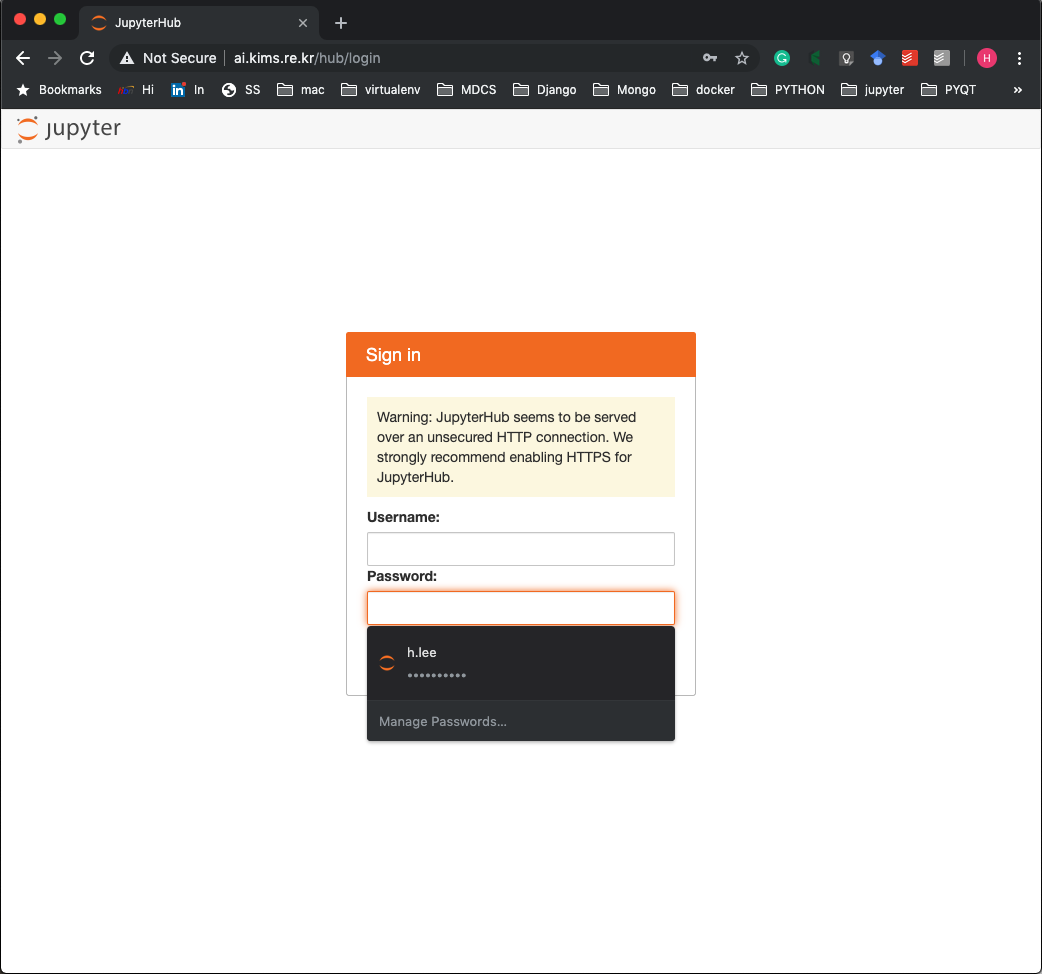 JupyterHub
Not Secure ai.kims.re.kr/hub/login
H
Bookmarks Hi In SS mac virtualenv MDCS Django Mongo docker PYTHON jupyter PYQT »
jupyter
Sign in
Warning: JupyterHub seems to be served
over an unsecured HTTP connection. We
strongly recommend enabling HTTPS for
JupyterHub.
Username:
Password:
h.lee
••••••••••
Manage Passwords...